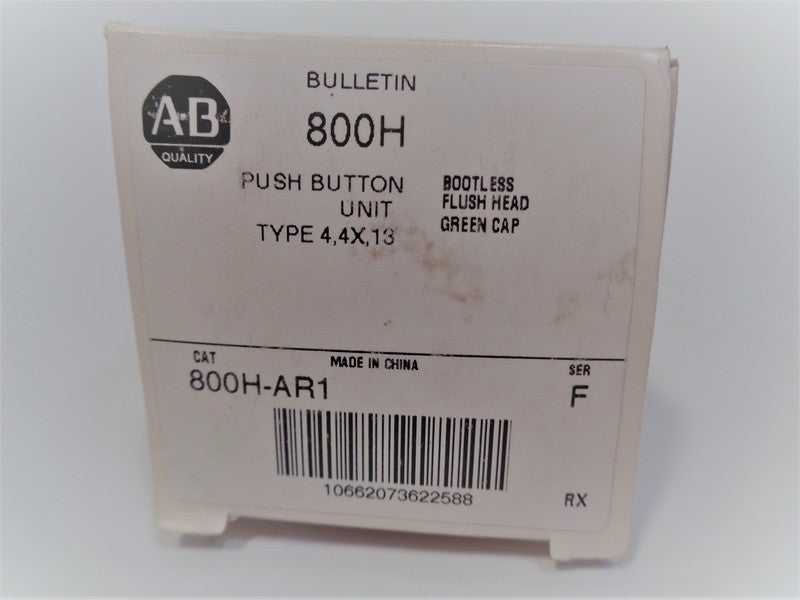 A-B
QUALITY
BULLETIN
800H
PUSH BUTTON
UNIT
TYPE 4,4X,13
BOOTLESS
FLUSH HEAD
GREEN CAP
CAT
800H-AR1
MADE IN CHINA
SER
F
10662073622588
RX